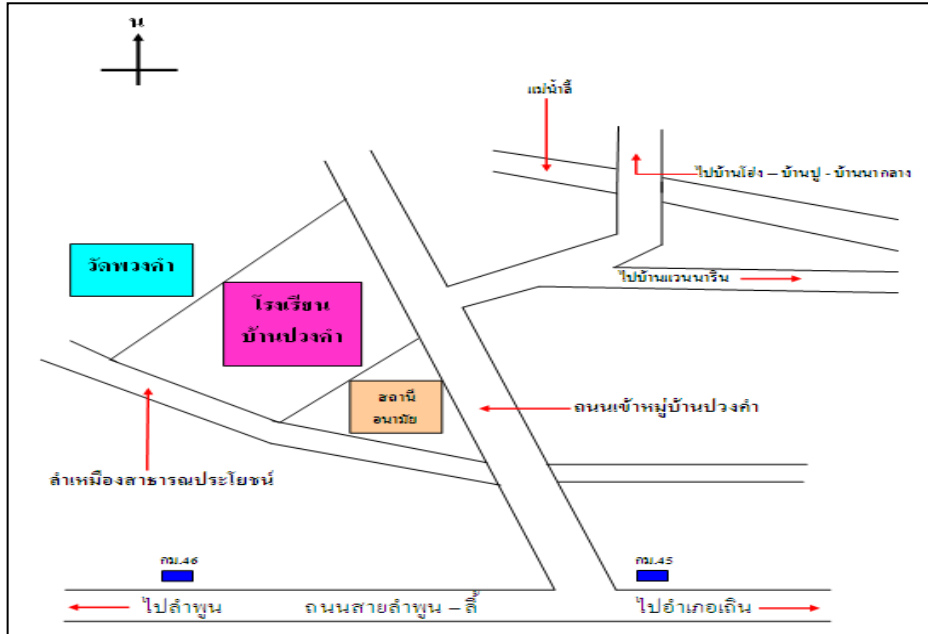 น
แม่น้ำลี้
ไปบ้านโฮ่ง – บ้านปู - บ้านนากลาง
วัดพวงคำ
ไปบ้านแวนนาริน
โรงเรียน
บ้านปวงคำ
สถานี
อนามัย
ถนนเข้าหมู่บ้านปวงคำ
ลำเหมืองสาธารณประโยชน์
กม.46
กม.45
ไปลำพูน
ถนนสายลำพูน – ลี้
ไปอำเภอเถิน